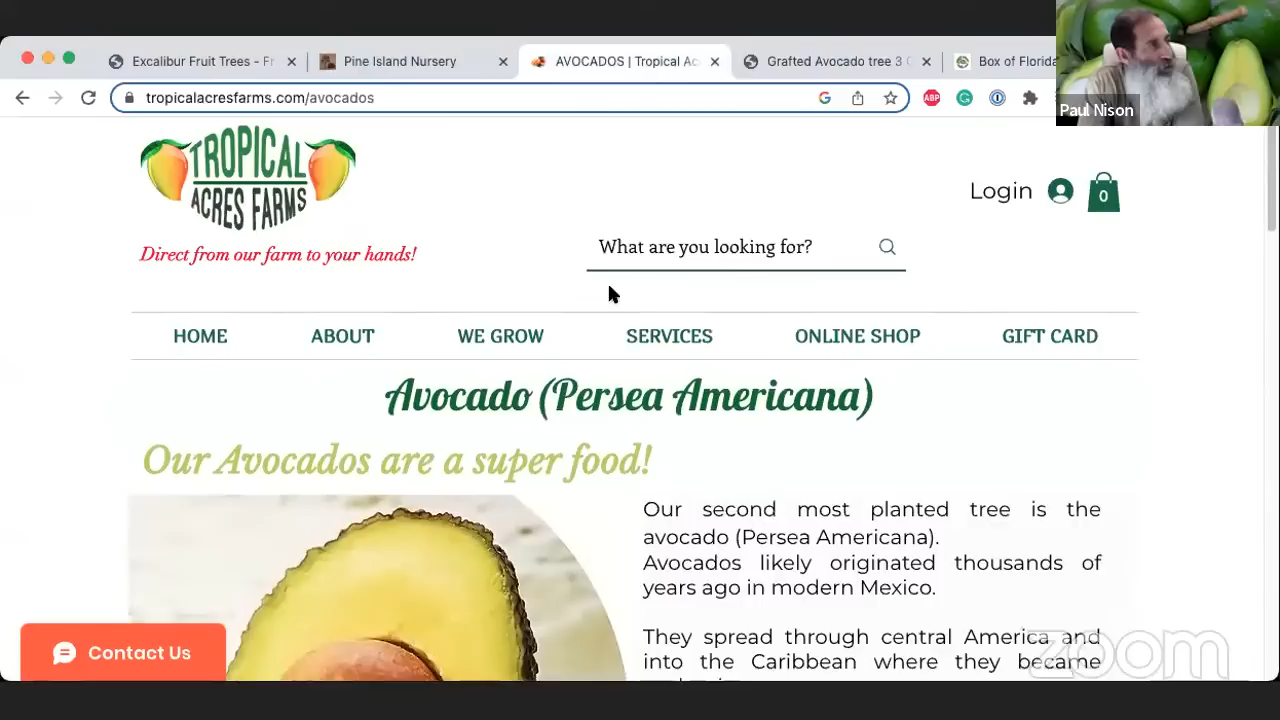 Excalibur Fruit Trees - Fr
Pine Island Nursery
AVOCADOS | Tropical Ac
Grafted Avocado tree 3 G
Box of Florida
Paul Nison
tropicalacresfarms.com/avocados
G
ABP
G
TROPICAL
ACRES FARMS
Direct from our farm to your hands!
What are you looking for?
Login
0
HOME
ABOUT
WE GROW
SERVICES
ONLINE SHOP
GIFT CARD
Avocado (Persea Americana)
Our Avocados are a super food!
Our second most planted tree is the
avocado (Persea Americana).
Avocados likely originated thousands of
years ago in modern Mexico.
They spread through central America and
into the Caribbean where they became
Contact Us
zoom